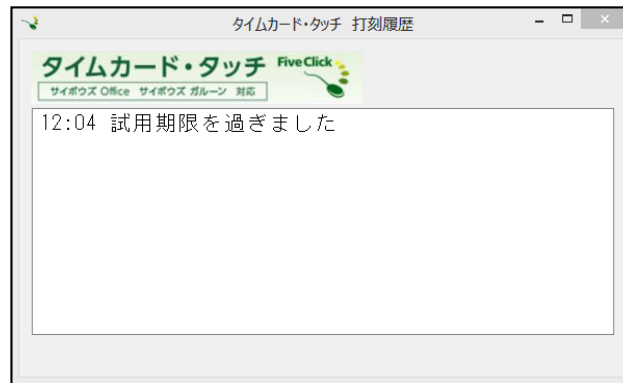 タイムカード・タッチ 打刻履歴
タイムカード・タッチ FiveClick
サイボウズ Office サイボウズ ガルーン 対応
12:04 試用期限を過ぎました